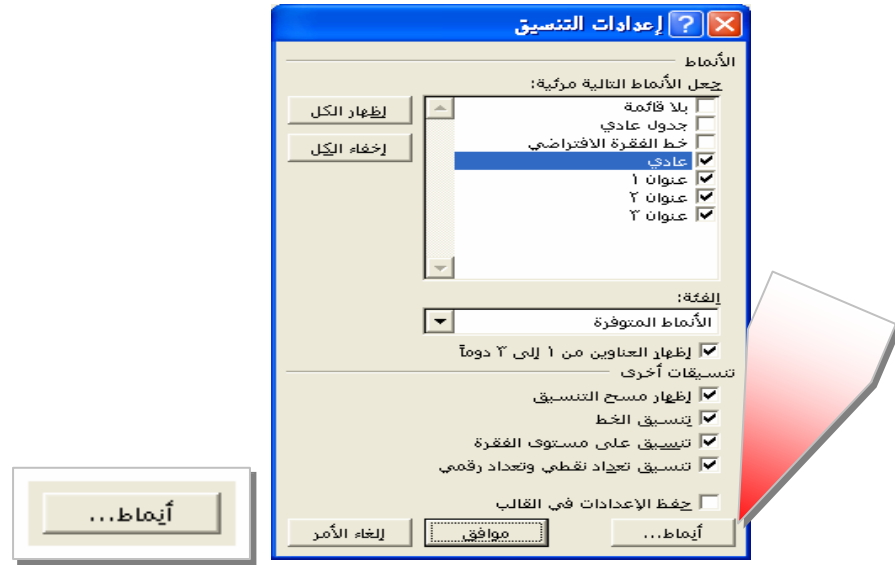 إعدادات التنسيق
الأنماط
جعل الأنماط التالية مرئية:
بلا قائمة
جدول عادي
خط الفقرة الافتراضي
عادي
عنوان ١
عنوان ٢
عنوان ٣
إظهار الكل
إخفاء الكل
الفئة:
الأنماط المتوفرة
إظهار العناوين من ١ إلى ٣ دوماً
تنسيقات أخرى
إظهار مسح التنسيق
تنسيق الخط
تنسيق على مستوى الفقرة
تنسيق تعداد نقطي وتعداد رقمي
حفظ الإعدادات في القالب
أنماط...
موافق
إلغاء الأمر
أنماط...